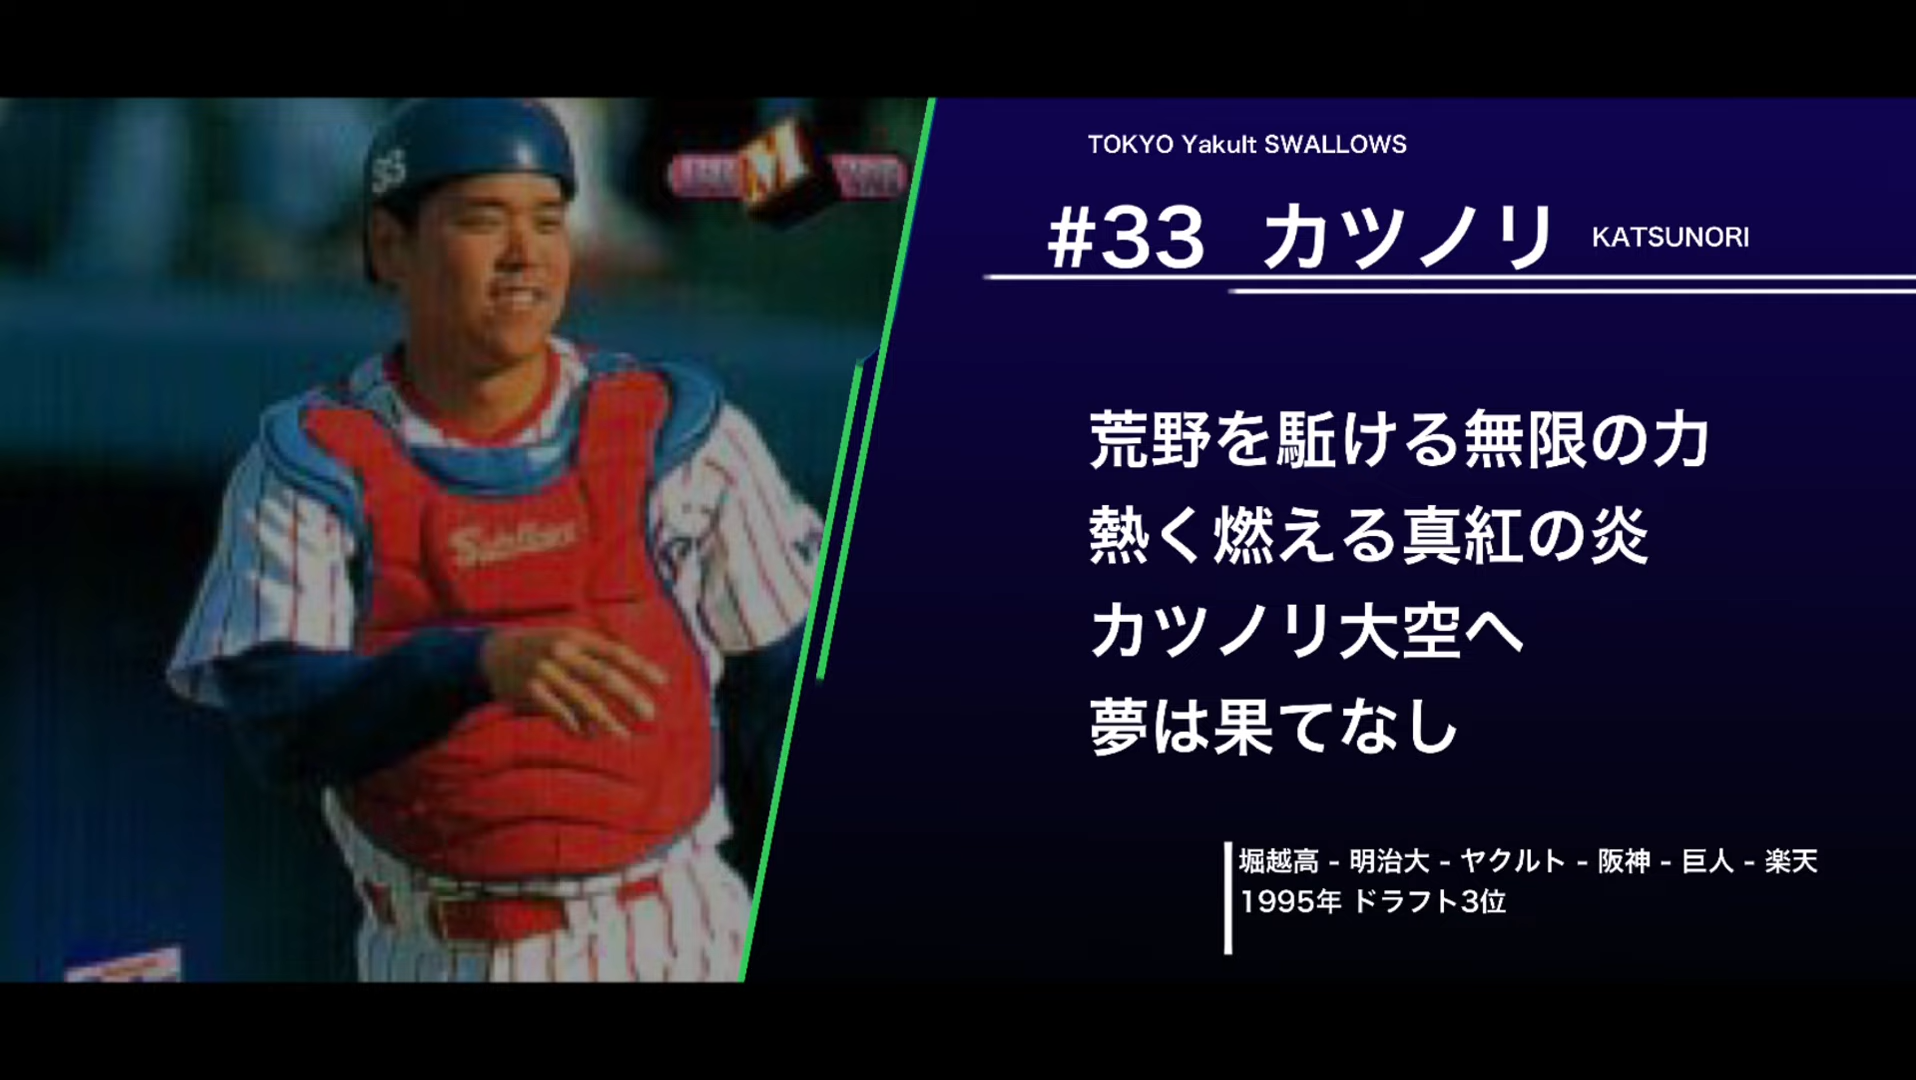 TOKYO Yakult SWALLOWS
#33 カツノリ KATSUNORI
荒野を駈ける無限の力
熱く燃える真紅の炎
カツノリ大空へ
夢は果てなし
堀越高 - 明治大 - ヤクルト - 阪神 - 巨人 - 楽天
1995年 ドラフト3位
Swallows
M